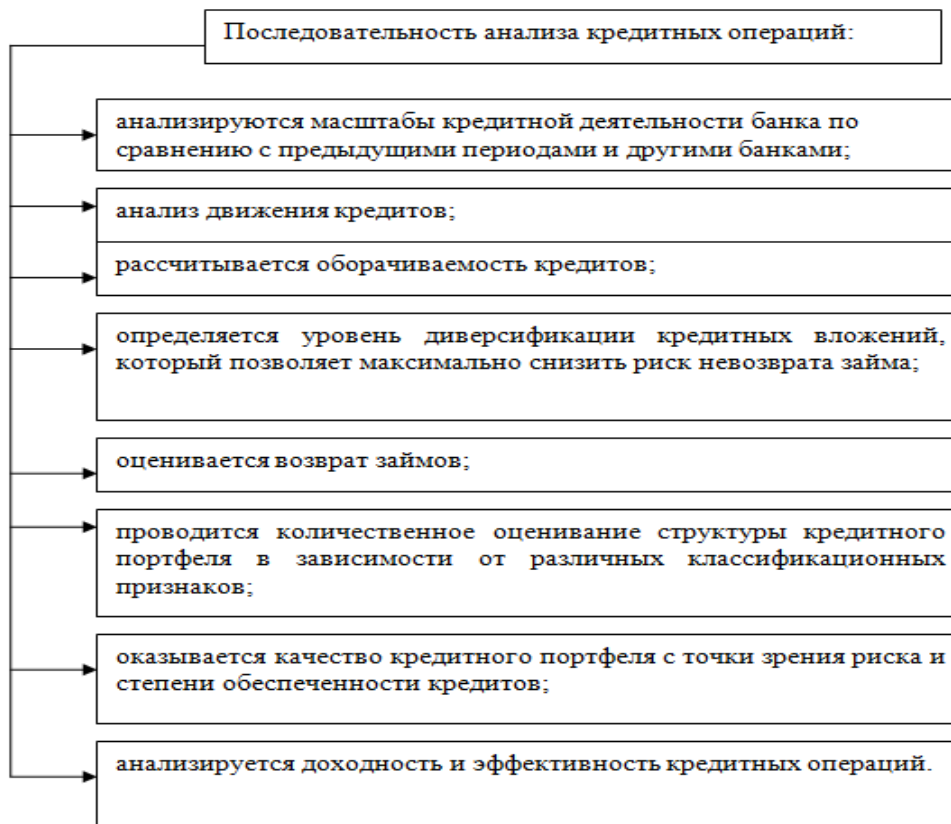 Последовательность анализа кредитных операций:
анализируются масштабы кредитной деятельности банка по
сравнению с предыдущими периодами и другими банками;
анализ движения кредитов;
рассчитывается оборачиваемость кредитов;
определяется уровень диверсификации кредитных вложений,
который позволяет максимально снизить риск невозврата займа;
оценивается возврат займов;
проводится количественное оценивание структуры кредитного
портфеля в зависимости от различных классификационных
признаков;
оказывается качество кредитного портфеля с точки зрения риска и
степени обеспеченности кредитов;
анализируется доходность и эффективность кредитных операций.